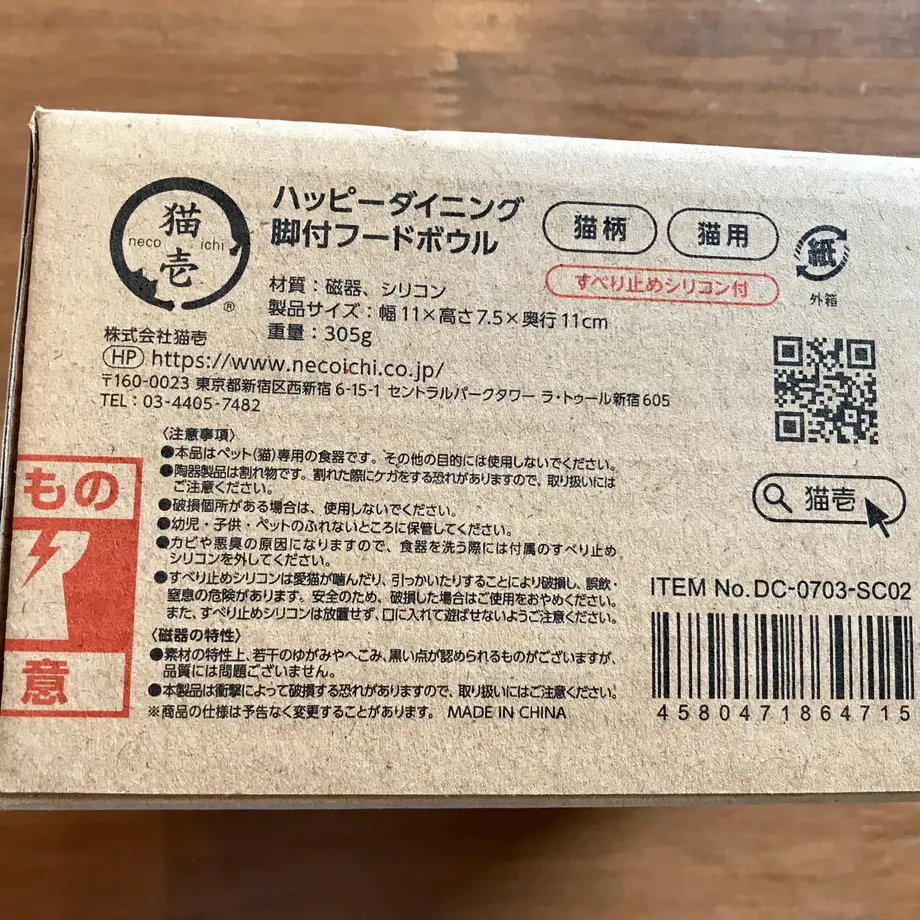 猫壱
neco ichi
®
ハッピーダイニング
脚付フードボウル
猫柄
猫用
すべり止めシリコン付
紙
外箱
材質:磁器、シリコン
製品サイズ:幅11×高さ7.5×奥行11cm
重量:305g
株式会社猫壱
HP https://www.necoichi.co.jp/
〒160-0023 東京都新宿区西新宿6-15-1 セントラルパークタワー ラ・トゥール新宿605
TEL:03-4405-7482
〈注意事項〉
●本品はペット(猫)専用の食器です。その他の目的には使用しないでください。
●陶器製品は割れ物です。割れた際にケガをする恐れがありますので、取り扱いには
ご注意ください。
●破損個所がある場合は、使用しないでください。
●幼児・子供・ペットのふれないところに保管してください。
●カビや悪臭の原因になりますので、食器を洗う際には付属のすべり止め
シリコンを外してください。
●すべり止めシリコンは愛猫が噛んだり、引っかいたりすることにより破損し、誤飲・
窒息の危険があります。安全のため、破損した場合はご使用をおやめください。
また、すべり止めシリコンは放置せず、口に入れて遊ばせないようご注意ください。
〈磁器の特性〉
●素材の特性上、若干のゆがみやへこみ、黒い点が認められるものがございますが、
品質には問題ございません。
●本製品は衝撃によって破損する恐れがありますので、取り扱いにはご注意ください。
※商品の仕様は予告なく変更することがあります。 MADE IN CHINA
もの
意
猫壱
ITEM No. DC-0703-SC02
4580471864715